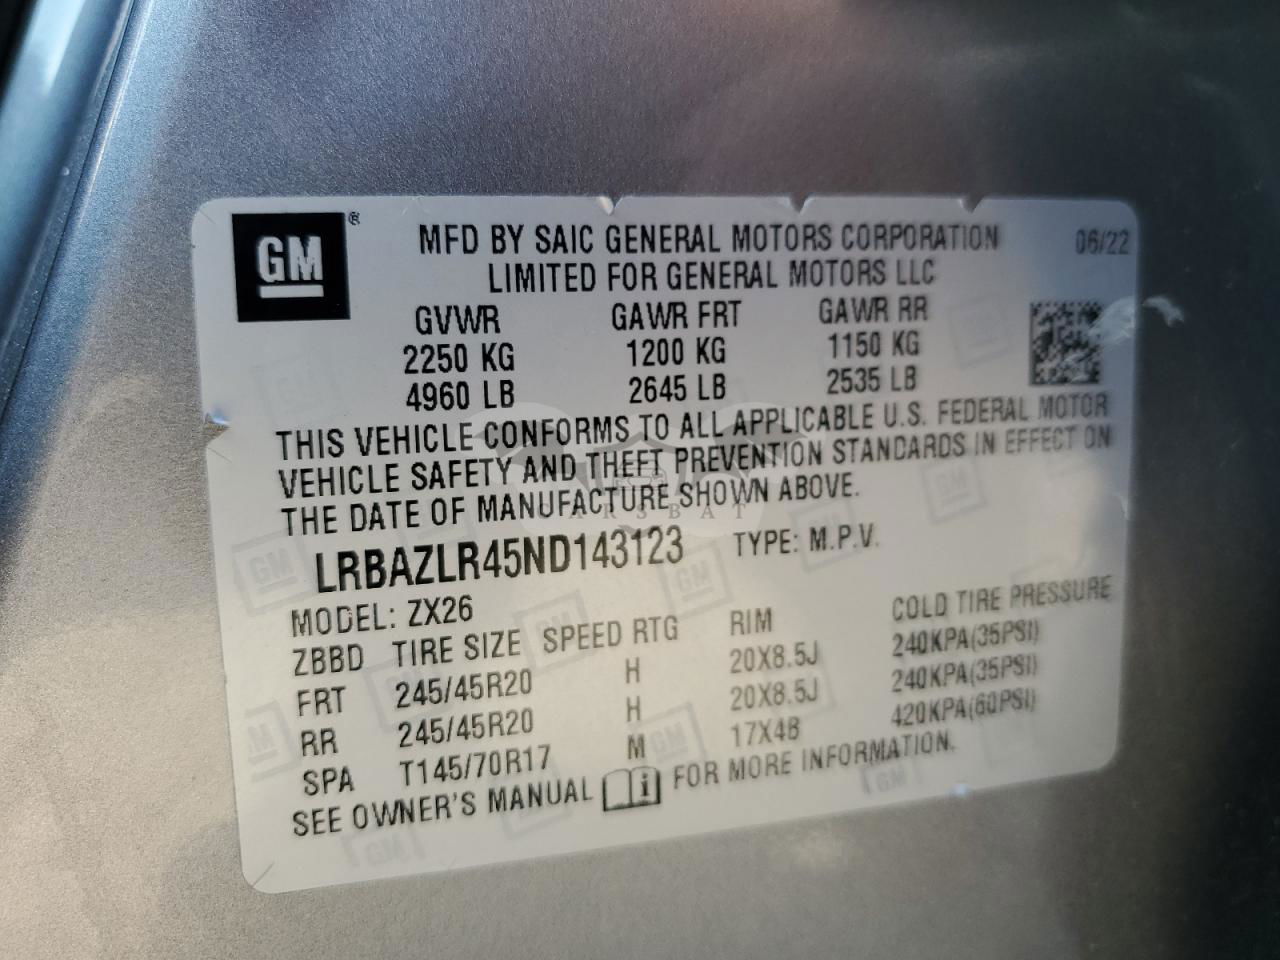 GM ® MFD BY SAIC GENERAL MOTORS CORPORATION 06/22
LIMITED FOR GENERAL MOTORS LLC
GVWR GAWR FRT GAWR RR
2250 KG 1200 KG 1150 KG
4960 LB 2645 LB 2535 LB
THIS VEHICLE CONFORMS TO ALL APPLICABLE U.S. FEDERAL MOTOR
VEHICLE SAFETY AND THEFT PREVENTION STANDARDS IN EFFECT ON
THE DATE OF MANUFACTURE SHOWN ABOVE.
CARSBAT
LRBAZLR45ND143123 TYPE: M.P.V.
MODEL: ZX26
ZBBD TIRE SIZE SPEED RTG RIM COLD TIRE PRESSURE
FRT 245/45R20 H 20X8.5J 240KPA(35PSI)
RR 245/45R20 H 20X8.5J 240KPA(35PSI)
SPA T145/70R17 M 17X4B 420KPA(60PSI)
SEE OWNER'S MANUAL i FOR MORE INFORMATION.